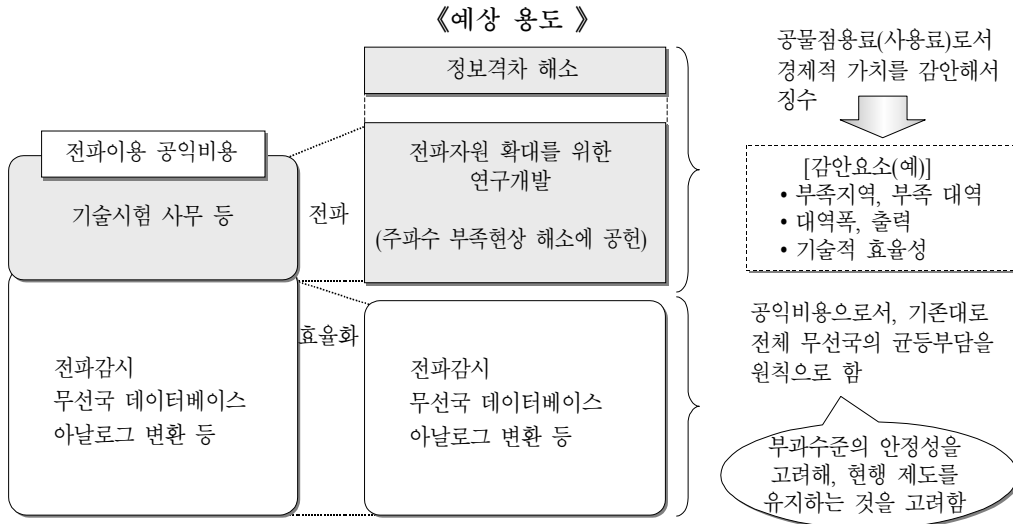 《예상 용도 》
정보격차 해소
전파이용 공익비용
기술시험 사무 등
전파
전파자원 확대를 위한
연구개발
(주파수 부족현상 해소에 공헌)
효율화
전파감시
무선국 데이터베이스
아날로그 변환 등
전파감시
무선국 데이터베이스
아날로그 변환 등
공물점용료(사용료)로서
경제적 가치를 감안해서
징수
[감안요소(예)]
• 부족지역, 부족 대역
• 대역폭, 출력
• 기술적 효율성
공익비용으로서, 기존대로
전체 무선국의 균등부담을
원칙으로 함
부과수준의 안정성을
고려해, 현행 제도를
유지하는 것을 고려함